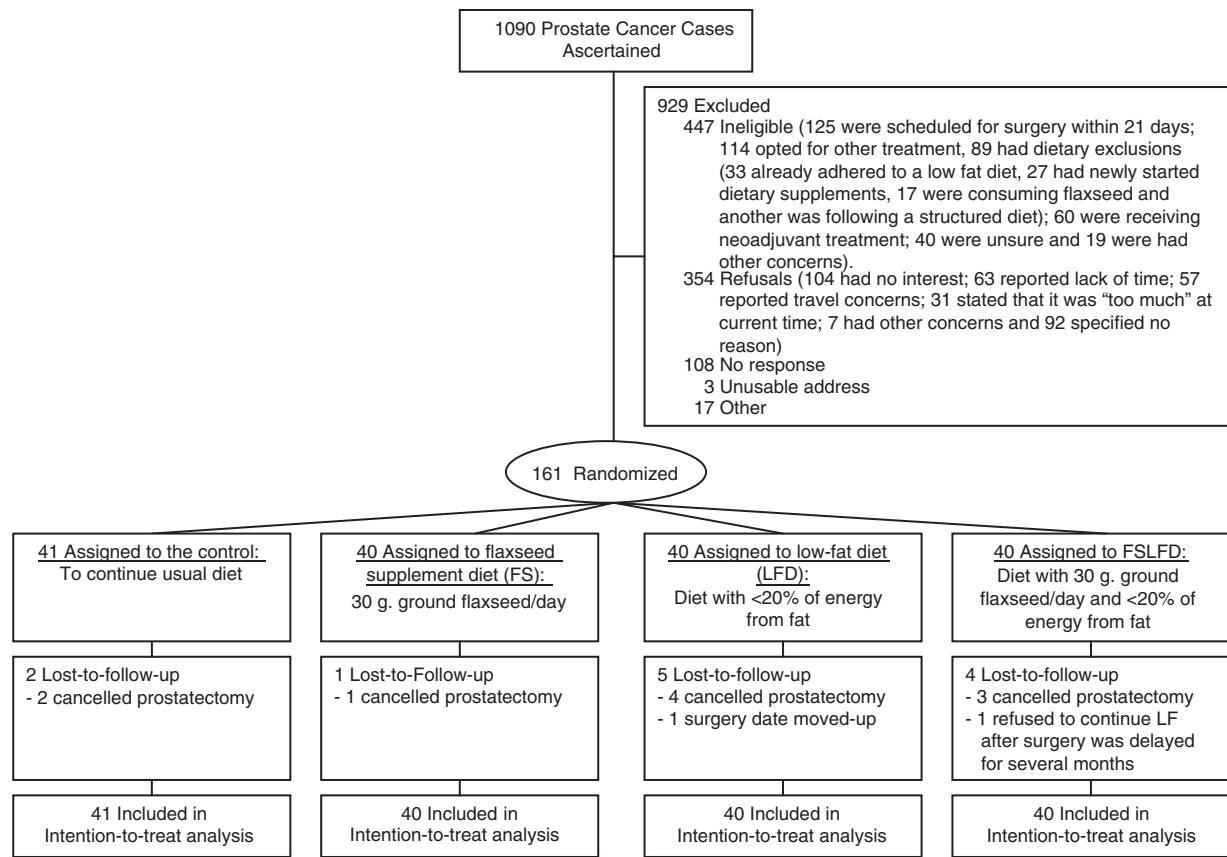 1090 Prostate Cancer Cases
Ascertained
929 Excluded
447 Ineligible (125 were scheduled for surgery within 21 days;
114 opted for other treatment, 89 had dietary exclusions
(33 already adhered to a low fat diet, 27 had newly started
dietary supplements, 17 were consuming flaxseed and
another was following a structured diet); 60 were receiving
neoadjuvant treatment; 40 were unsure and 19 were had
other concerns).
354 Refusals (104 had no interest; 63 reported lack of time; 57
reported travel concerns; 31 stated that it was “too much” at
current time; 7 had other concerns and 92 specified no
reason)
108 No response
3 Unusable address
17 Other
161 Randomized
41 Assigned to the control:
To continue usual diet
40 Assigned to flaxseed
supplement diet (FS):
30 g. ground flaxseed/day
40 Assigned to low-fat diet
(LFD):
Diet with <20% of energy
from fat
40 Assigned to FSLFD:
Diet with 30 g. ground
flaxseed/day and <20% of
energy from fat
2 Lost-to-follow-up
- 2 cancelled prostatectomy
1 Lost-to-Follow-up
- 1 cancelled prostatectomy
5 Lost-to-follow-up
- 4 cancelled prostatectomy
- 1 surgery date moved-up
4 Lost-to-follow-up
- 3 cancelled prostatectomy
- 1 refused to continue LF
after surgery was delayed
for several months
41 Included in
Intention-to-treat analysis
40 Included in
Intention-to-treat analysis
40 Included in
Intention-to-treat analysis
40 Included in
Intention-to-treat analysis